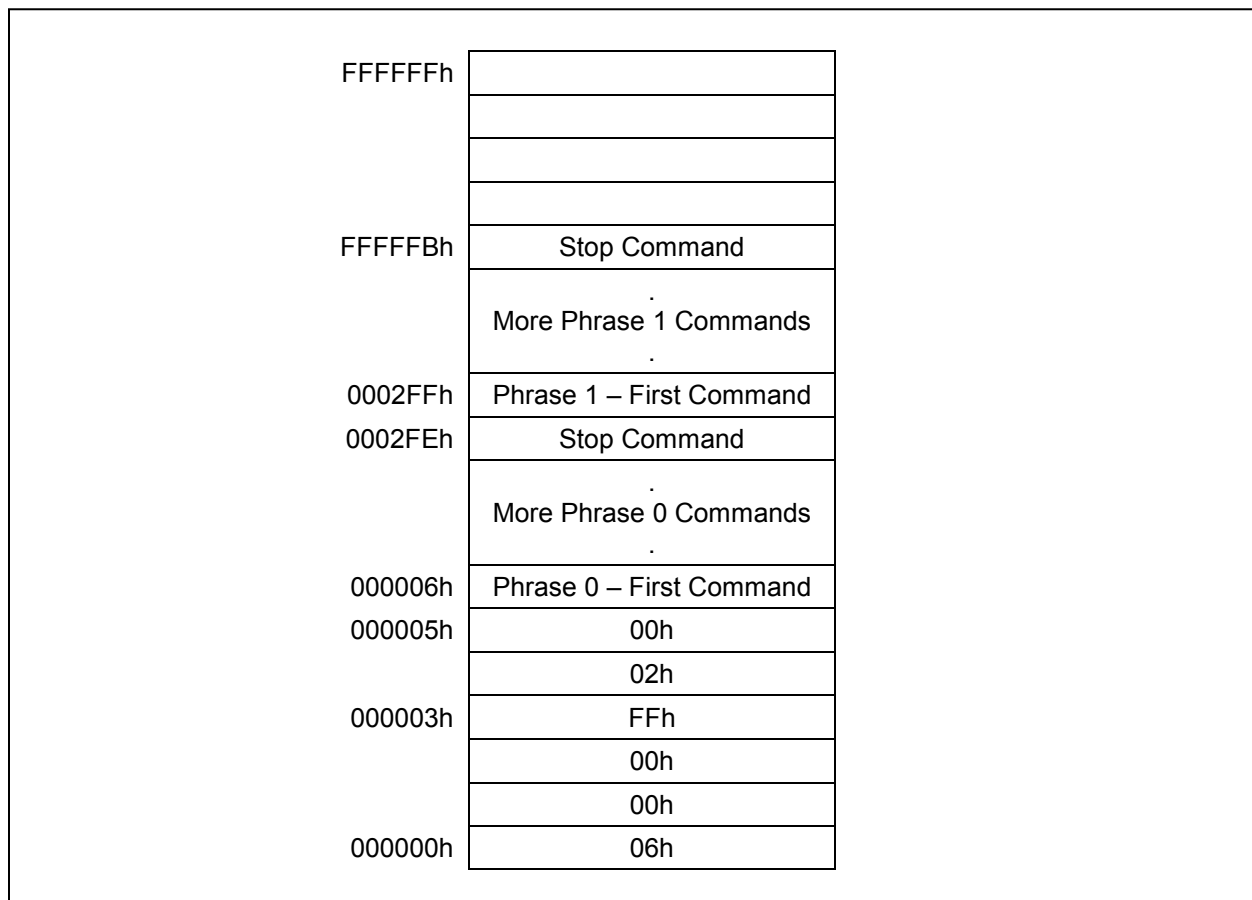 FFFFFFh
FFFFFBh Stop Command
.
More Phrase 1 Commands
.
0002FFh Phrase 1 – First Command
0002FEh Stop Command
.
More Phrase 0 Commands
.
000006h Phrase 0 – First Command
000005h 00h
02h
000003h FFh
00h
00h
000000h 06h